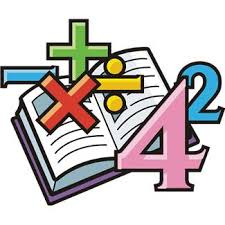 − + × ÷
4²